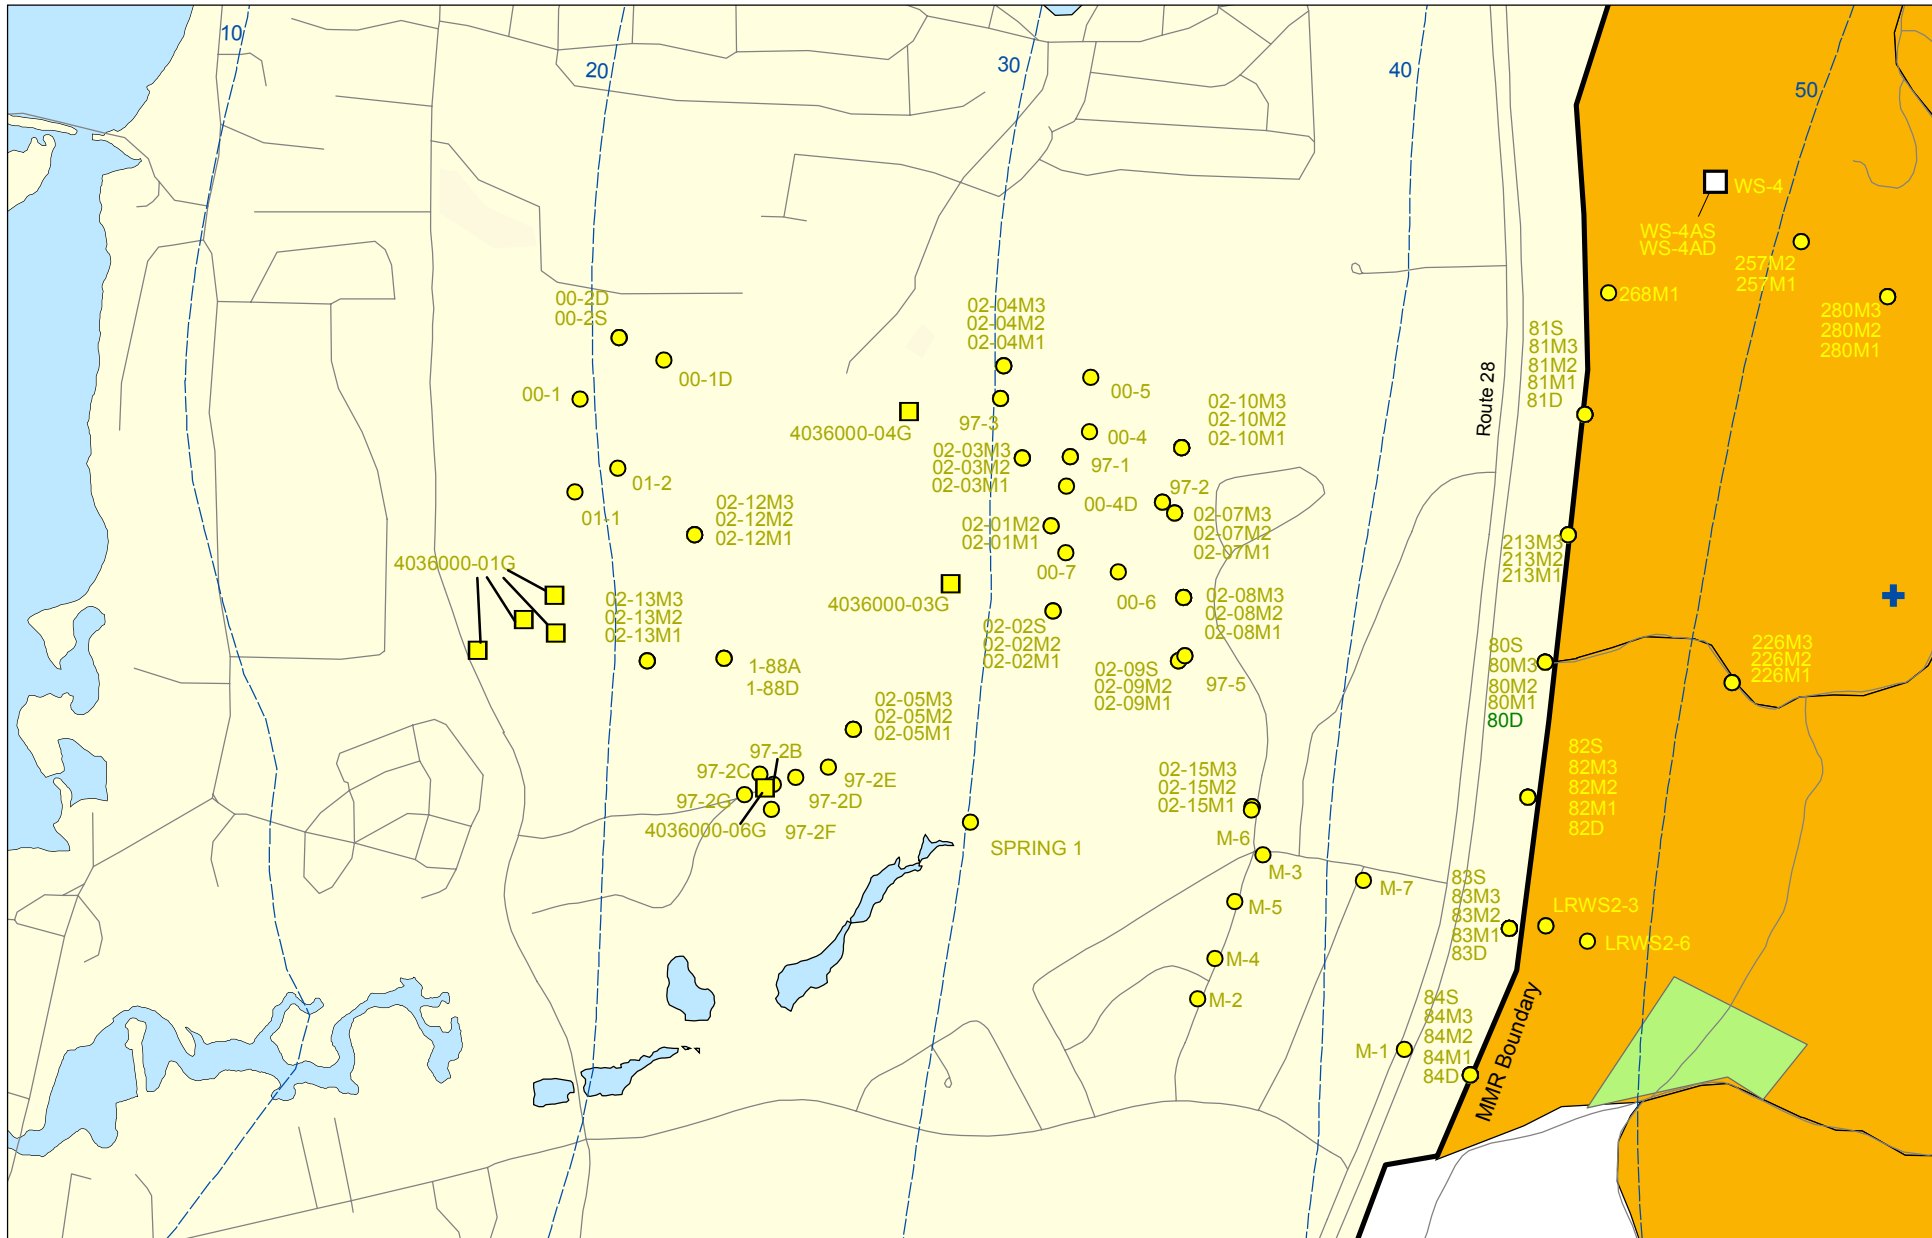 10
20
30
40
50
WS-4
WS-4AS
WS-4AD
257M2
257M1
268M1
280M3
280M2
280M1
00-2D
00-2S
00-1D
00-1
02-04M3
02-04M2
02-04M1
00-5
4036000-04G
97-3
00-4
02-10M3
02-10M2
02-10M1
Route 28
81S
81M3
81M2
81M1
81D
02-03M3
02-03M2
02-03M1
97-1
00-4D
97-2
01-2
01-1
02-12M3
02-12M2
02-12M1
02-01M2
02-01M1
02-07M3
02-07M2
02-07M1
213M3
213M2
213M1
4036000-01G
00-7
4036000-03G
00-6
02-08M3
02-08M2
02-08M1
02-13M3
02-13M2
02-13M1
02-02S
02-02M2
02-02M1
1-88A
1-88D
02-09S
02-09M2
02-09M1
97-5
80S
80M3
80M2
80M1
80D
226M3
226M2
226M1
02-05M3
02-05M2
02-05M1
97-2B
97-2C
97-2E
97-2D
97-2G
97-2F
4036000-06G
82S
82M3
82M2
82M1
82D
02-15M3
02-15M2
02-15M1
M-6
SPRING 1
M-3
M-7
M-5
83S
83M3
83M2
83M1
83D
LRWS2-3
LRWS2-6
M-4
M-2
M-1
84S
84M3
84M2
84M1
84D
MMR Boundary